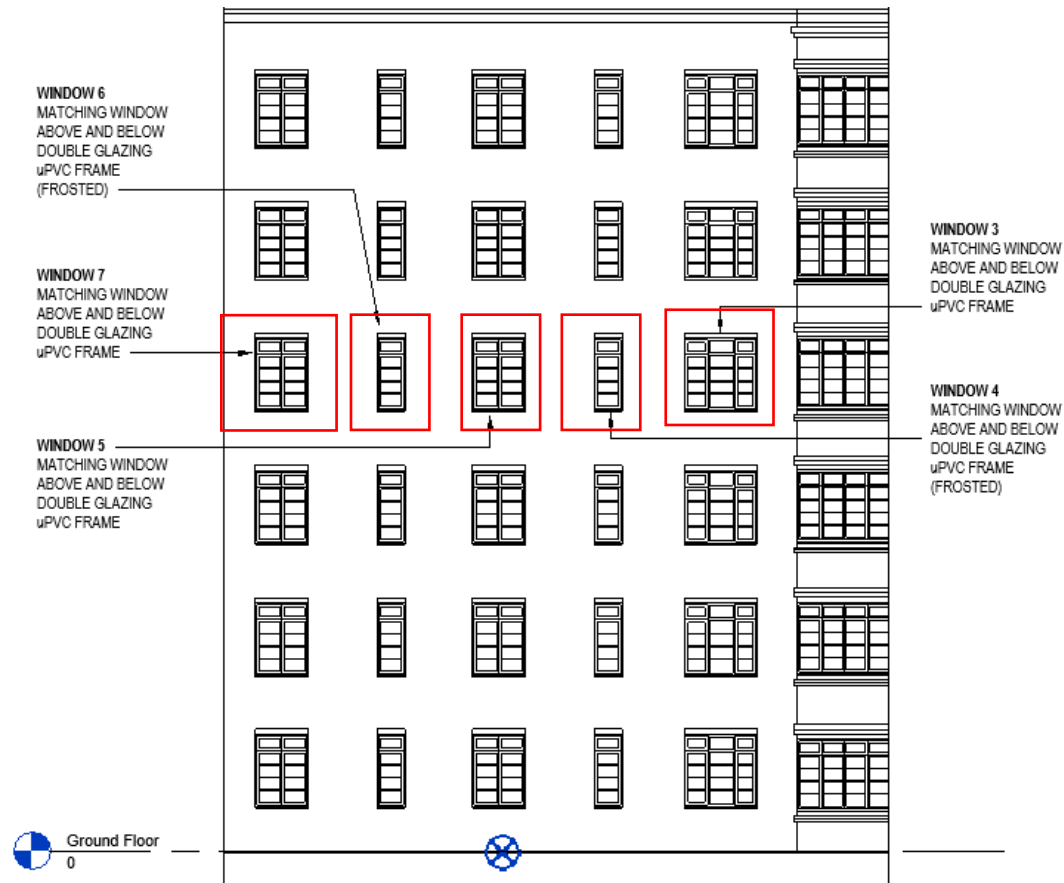 WINDOW 6
MATCHING WINDOW
ABOVE AND BELOW
DOUBLE GLAZING
uPVC FRAME
(FROSTED)
WINDOW 7
MATCHING WINDOW
ABOVE AND BELOW
DOUBLE GLAZING
uPVC FRAME
WINDOW 5
MATCHING WINDOW
ABOVE AND BELOW
DOUBLE GLAZING
uPVC FRAME
WINDOW 3
MATCHING WINDOW
ABOVE AND BELOW
DOUBLE GLAZING
uPVC FRAME
WINDOW 4
MATCHING WINDOW
ABOVE AND BELOW
DOUBLE GLAZING
uPVC FRAME
(FROSTED)
Ground Floor
0